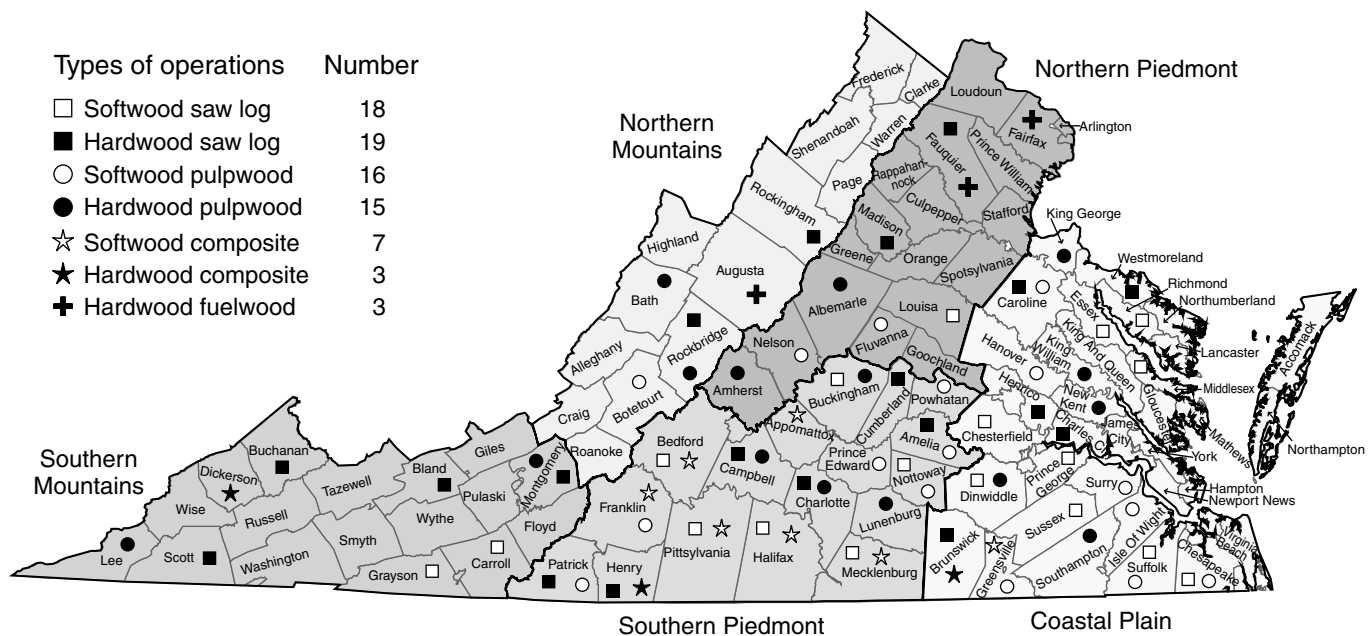 Types of operations Number
Softwood saw log 18
Hardwood saw log 19
Softwood pulpwood 16
Hardwood pulpwood 15
Softwood composite 7
Hardwood composite 3
Hardwood fuelwood 3
Northern
Mountains
Northern Piedmont
Southern
Mountains
Southern Piedmont
Coastal Plain
Frederick
Clarke
Loudoun
Shenandoah
Warren
Fauquier
Prince William
Fairfax
Arlington
Page
Rappahan-
nock
Rockingham
Culpepper
Stafford
Madison
King George
Highland
Greene
Orange
Spotsylvania
Westmoreland
Augusta
Richmond
Northumberland
Bath
Albemarle
Louisa
Caroline
Essex
Accomack
Rockbridge
Nelson
Fluvanna
Goochland
Hanover
King
William
King And Queen
Lancaster
Alleghany
Amherst
Buckingham
Cumberland
Powhatan
Henrico
New
Kent
Gloucester
Middlesex
Craig
Botetourt
Appomattox
Amelia
Chesterfield
Charles City
James
City
Mathews
Northampton
Buchanan
Giles
Roanoke
Bedford
Prince
Edward
York
Dickerson
Bland
Montgomery
Campbell
Nottoway
Dinwiddie
Prince
George
Surry
Hampton
Newport News
Wise
Russell
Tazewell
Pulaski
Franklin
Charlotte
Lunenburg
Sussex
Isle Of Wight
Wythe
Floyd
Pittsylvania
Halifax
Mecklenburg
Brunswick
Greensville
Southampton
Suffolk
Chesapeake
Virginia
Beach
Lee
Scott
Washington
Smyth
Grayson
Carroll
Patrick
Henry